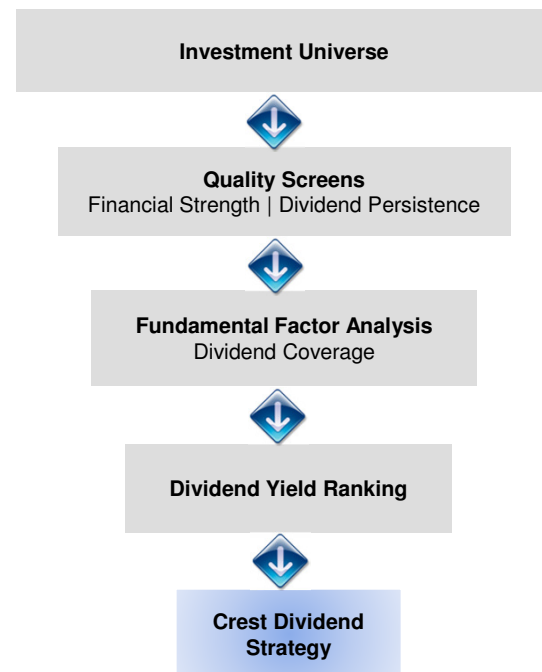 Investment Universe
Quality Screens
Financial Strength | Dividend Persistence
Fundamental Factor Analysis
Dividend Coverage
Dividend Yield Ranking
Crest Dividend
Strategy